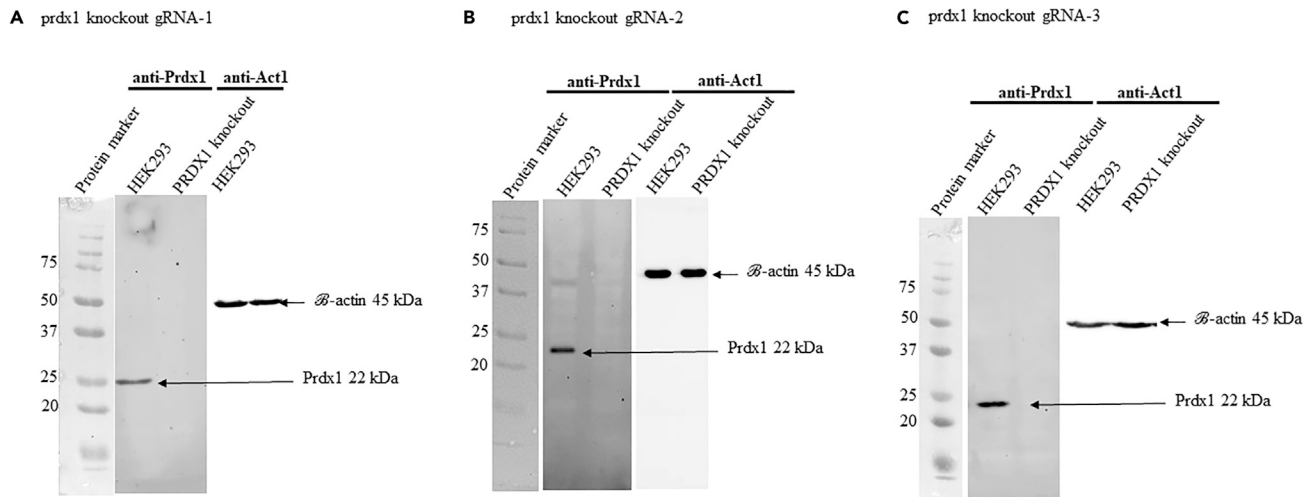 A prdx1 knockout gRNA-1
anti-Prdx1 anti-Act1
Protein marker
HEK293
PRDX1 knockout
HEK293
75
50
37
25
20
ℬ-actin 45 kDa
Prdx1 22 kDa
B prdx1 knockout gRNA-2
anti-Prdx1 anti-Act1
Protein marker
HEK293
PRDX1 knockout
HEK293
PRDX1 knockout
75
50
37
25
20
ℬ-actin 45 kDa
Prdx1 22 kDa
C prdx1 knockout gRNA-3
anti-Prdx1 anti-Act1
Protein marker
HEK293
PRDX1 knockout
HEK293
PRDX1 knockout
75
50
37
25
20
ℬ-actin 45 kDa
Prdx1 22 kDa